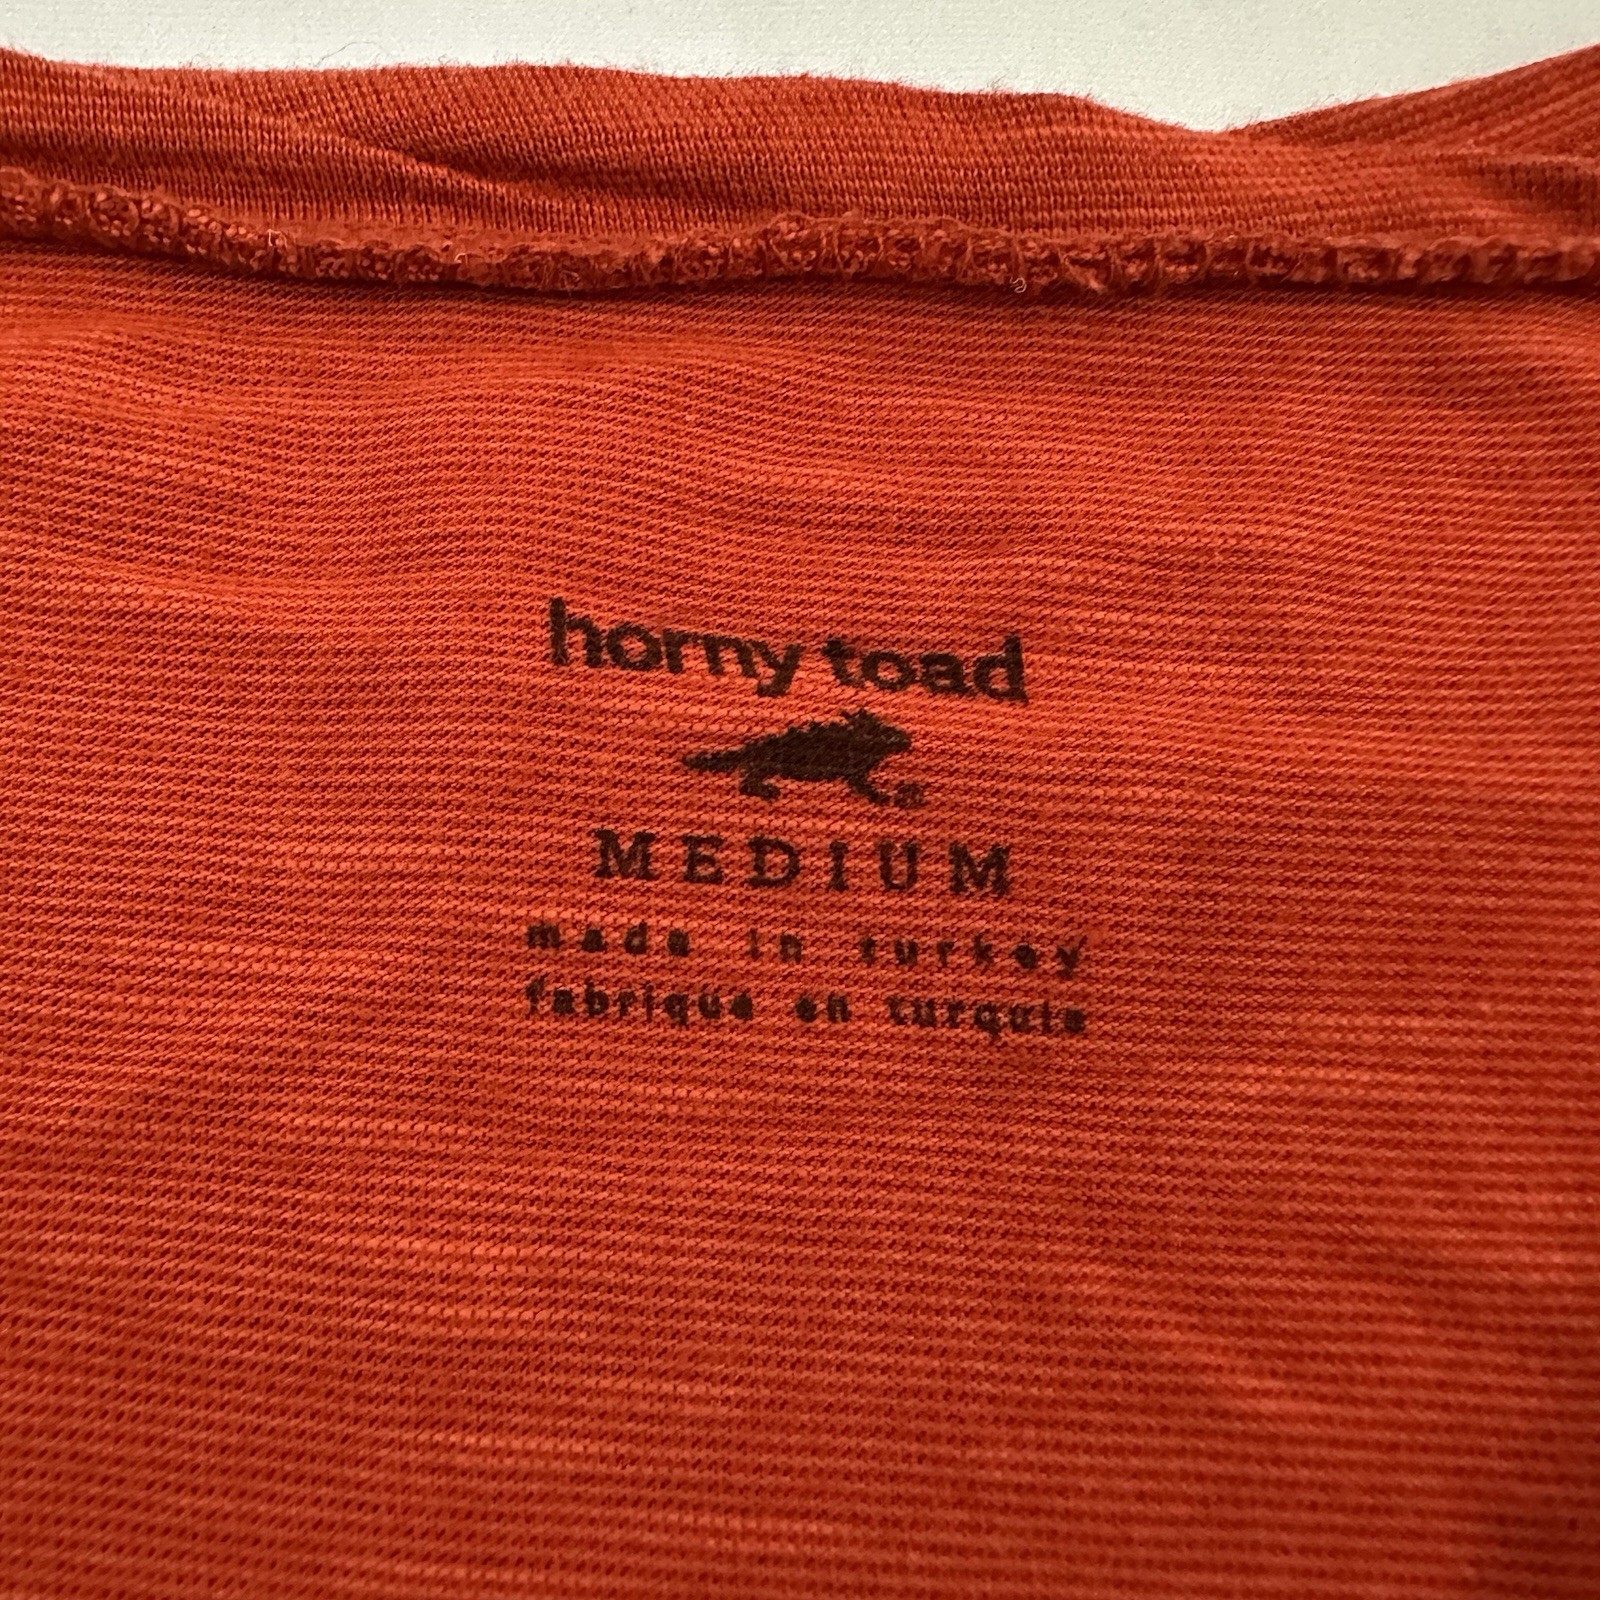 horny toad
MEDIUM
made in turkey
fabriqué en turquie